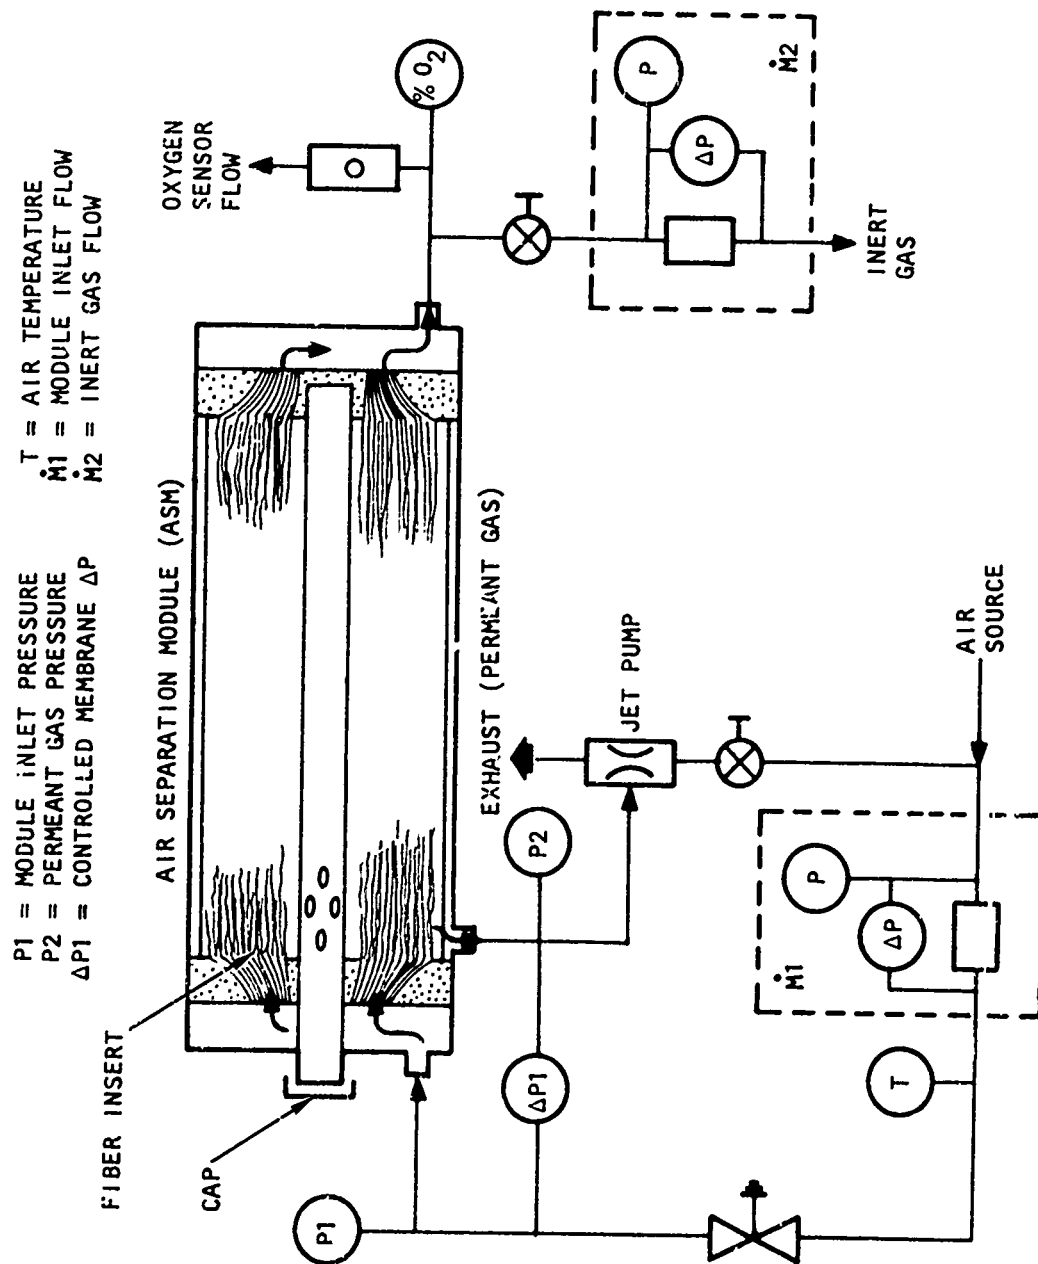 P1 = MODULE INLET PRESSURE
P2 = PERMEANT GAS PRESSURE
ΔP1 = CONTROLLED MEMBRANE ΔP
T = AIR TEMPERATURE
Ṁ1 = MODULE INLET FLOW
Ṁ2 = INERT GAS FLOW
FIBER INSERT
CAP
AIR SEPARATION MODULE (ASM)
OXYGEN
SENSOR
FLOW
% O2
P1
ΔP1
P2
EXHAUST (PERMEANT GAS)
JET PUMP
P
ΔP
Ṁ2
INERT
GAS
T
Ṁ1
ΔP
P
AIR
SOURCE